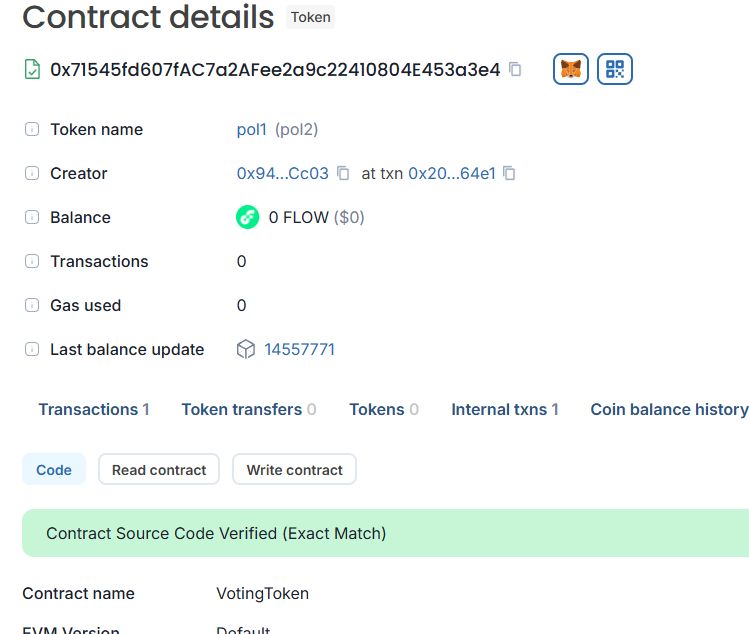 Contract details Token
0x71545fd607fAC7a2AFee2a9c22410804E453a3e4
Token name pol1 (pol2)
Creator 0x94...Cc03 at txn 0x20...64e1
Balance 0 FLOW ($0)
Transactions 0
Gas used 0
Last balance update 14557771
Transactions 1 Token transfers 0 Tokens 0 Internal txns 1 Coin balance history
Code Read contract Write contract
Contract Source Code Verified (Exact Match)
Contract name VotingToken
EVM Version Default